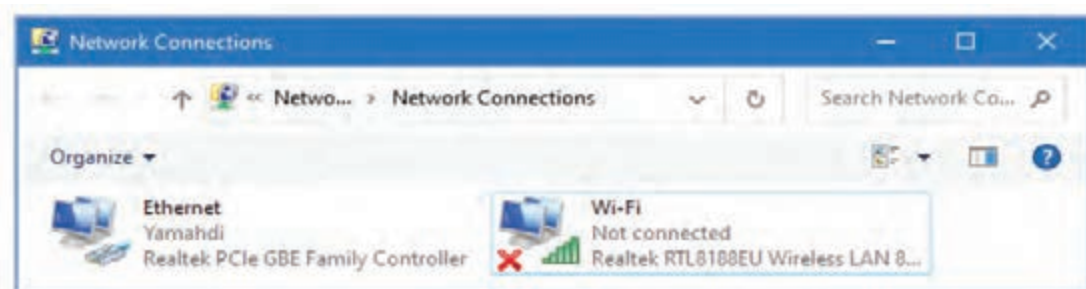 Network Connections
« Netwo... › Network Connections
Search Network Co...
Organize
Ethernet
Yamahdi
Realtek PCIe GBE Family Controller
Wi-Fi
Not connected
Realtek RTL8188EU Wireless LAN 8...